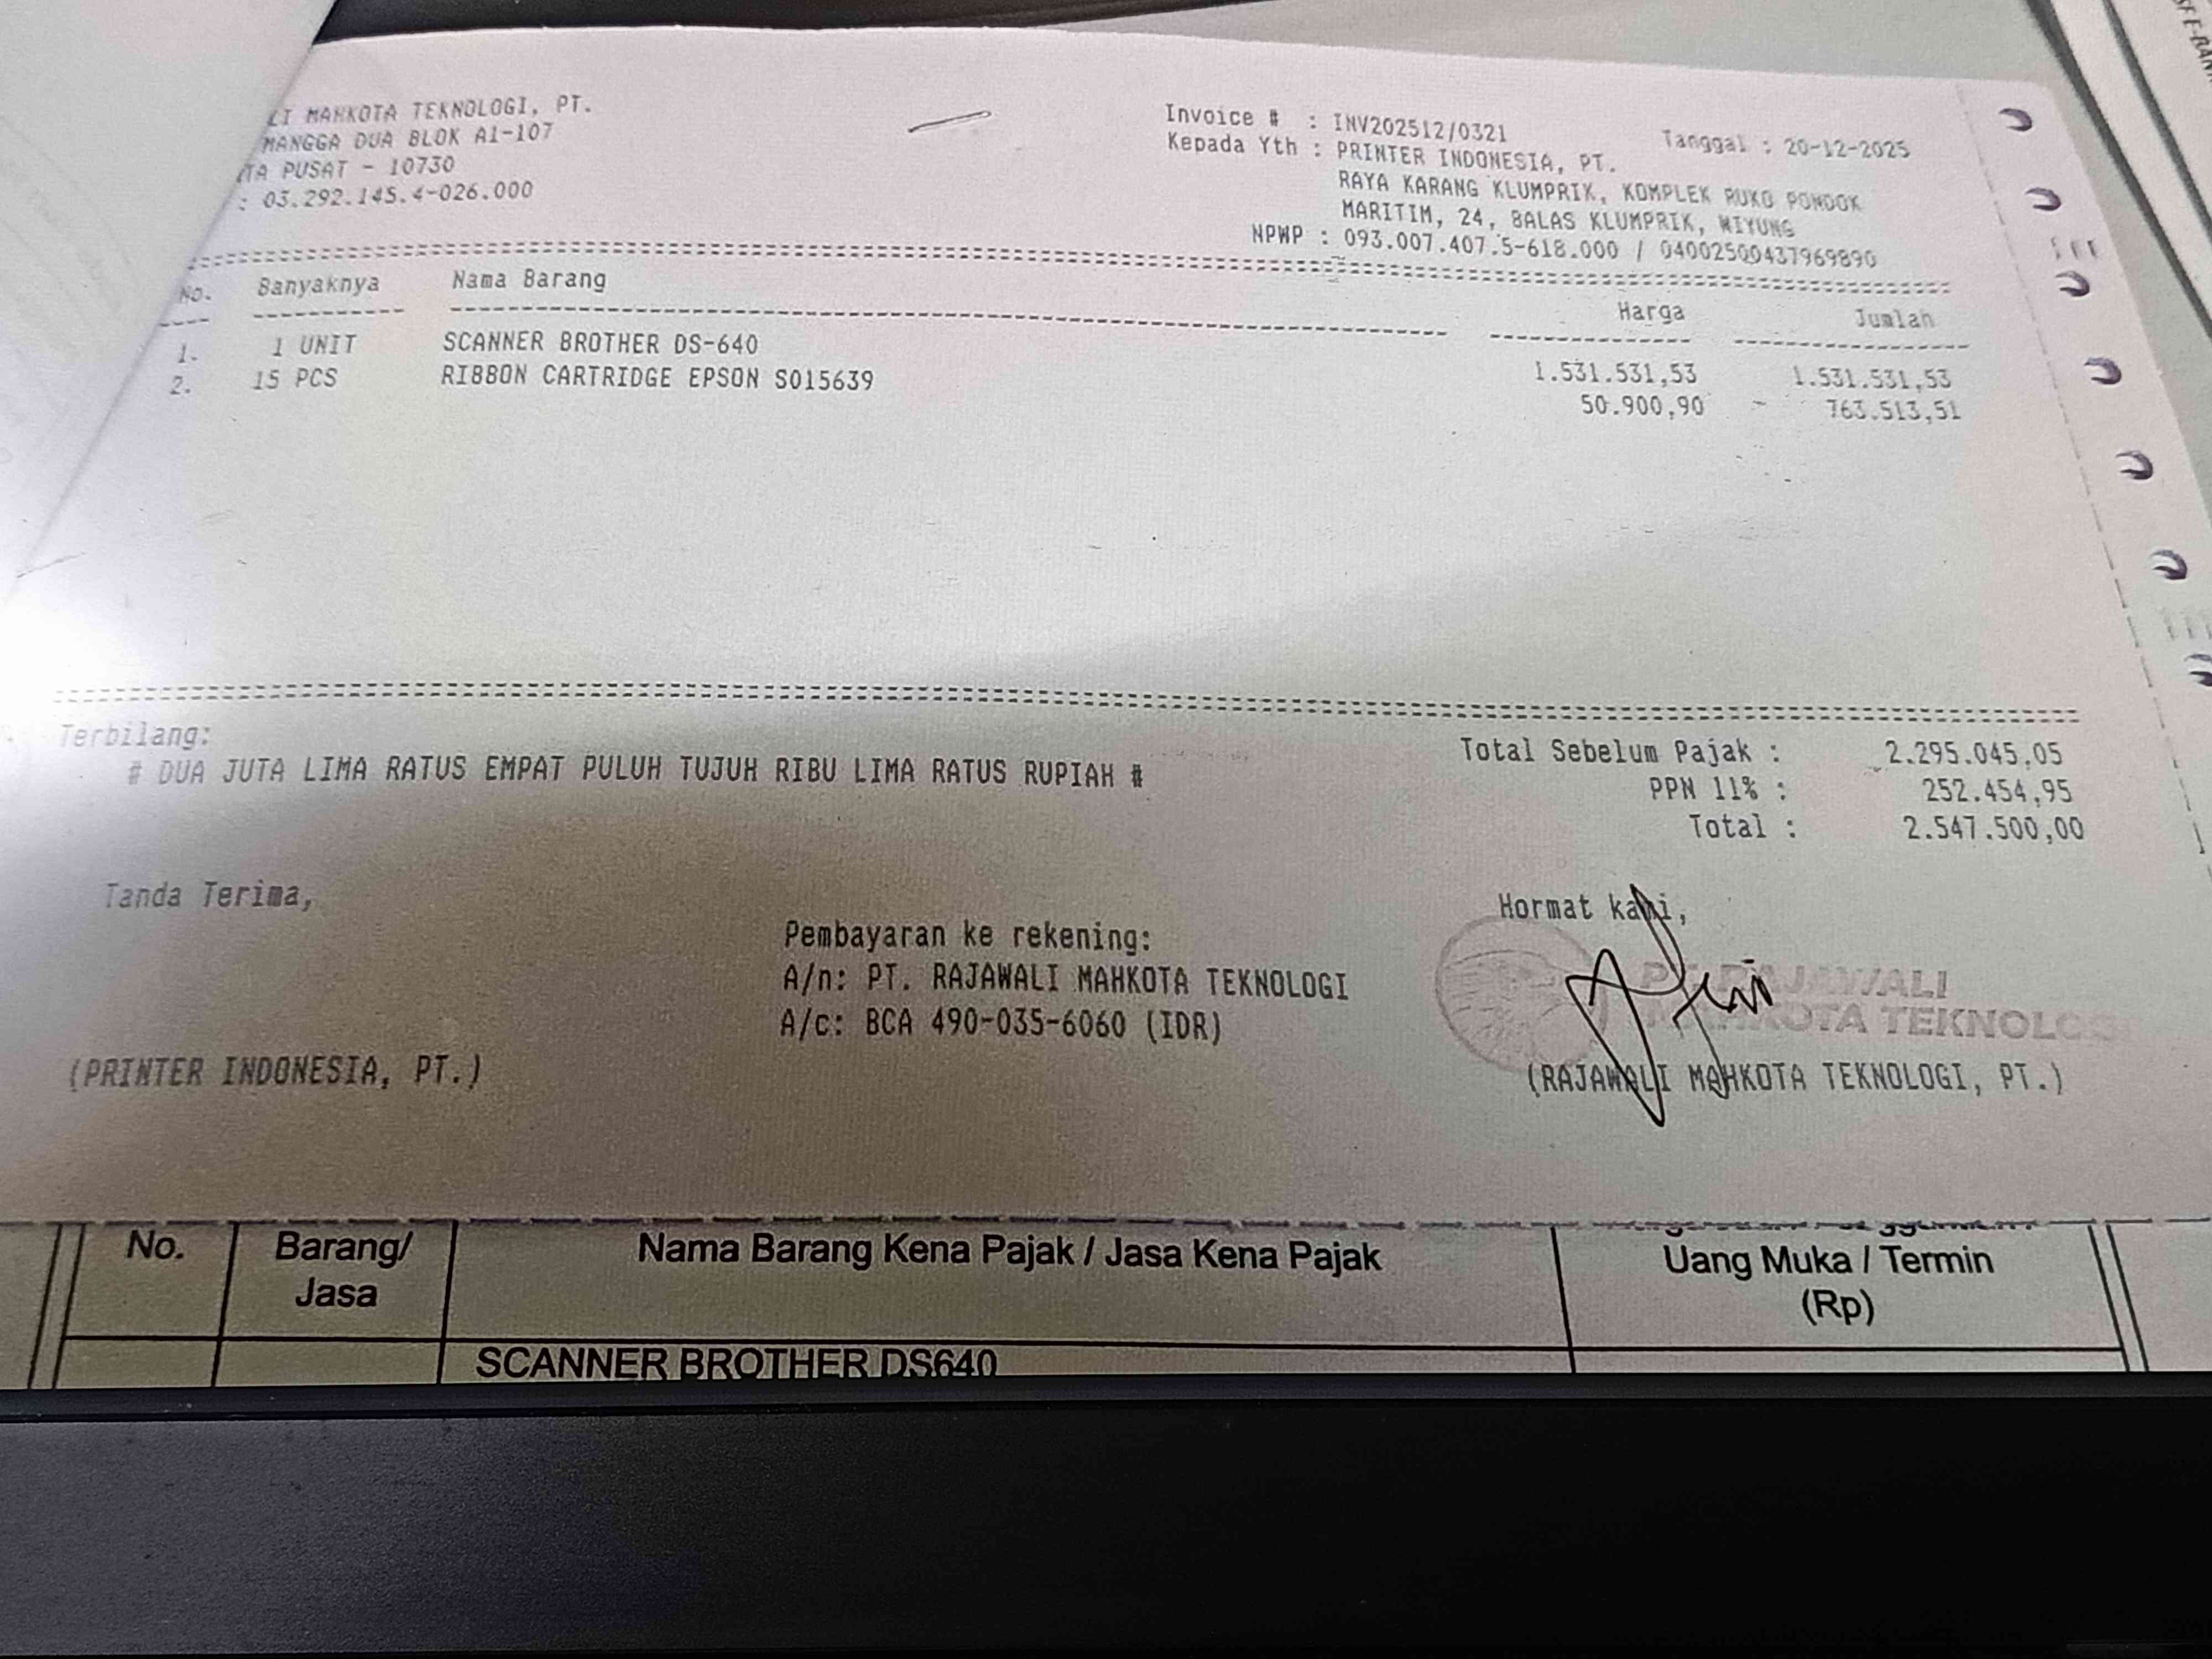 LI MAHKOTA TEKNOLOGI, PT.
MANGGA DUA BLOK A1-107
TA PUSAT - 10730
: 03.292.145.4-026.000
Invoice # : INV202512/0321 Tanggal : 20-12-2025
Kepada Yth : PRINTER INDONESIA, PT.
RAYA KARANG KLUMPRIK, KOMPLEK RUKO PONDOK
MARITIM, 24, BALAS KLUMPRIK, WIYUNG
NPWP : 093.007.407.5-618.000 / 04002500437969890
No. Banyaknya Nama Barang Harga Jumlah
1. 1 UNIT SCANNER BROTHER DS-640 1.531.531,53 1.531.531,53
2. 15 PCS RIBBON CARTRIDGE EPSON S015639 50.900,90 763.513,51
Terbilang:
# DUA JUTA LIMA RATUS EMPAT PULUH TUJUH RIBU LIMA RATUS RUPIAH #
Total Sebelum Pajak : 2.295.045,05
PPN 11% : 252.454,95
Total : 2.547.500,00
Tanda Terima,
Pembayaran ke rekening:
A/n: PT. RAJAWALI MAHKOTA TEKNOLOGI
A/c: BCA 490-035-6060 (IDR)
(PRINTER INDONESIA, PT.)
Hormat kami,
PT. RAJAWALI
MAHKOTA TEKNOLOG
(RAJAWALI MAHKOTA TEKNOLOGI, PT.)
No. Barang/ Jasa Nama Barang Kena Pajak / Jasa Kena Pajak Uang Muka / Termin (Rp)
SCANNER BROTHER DS640